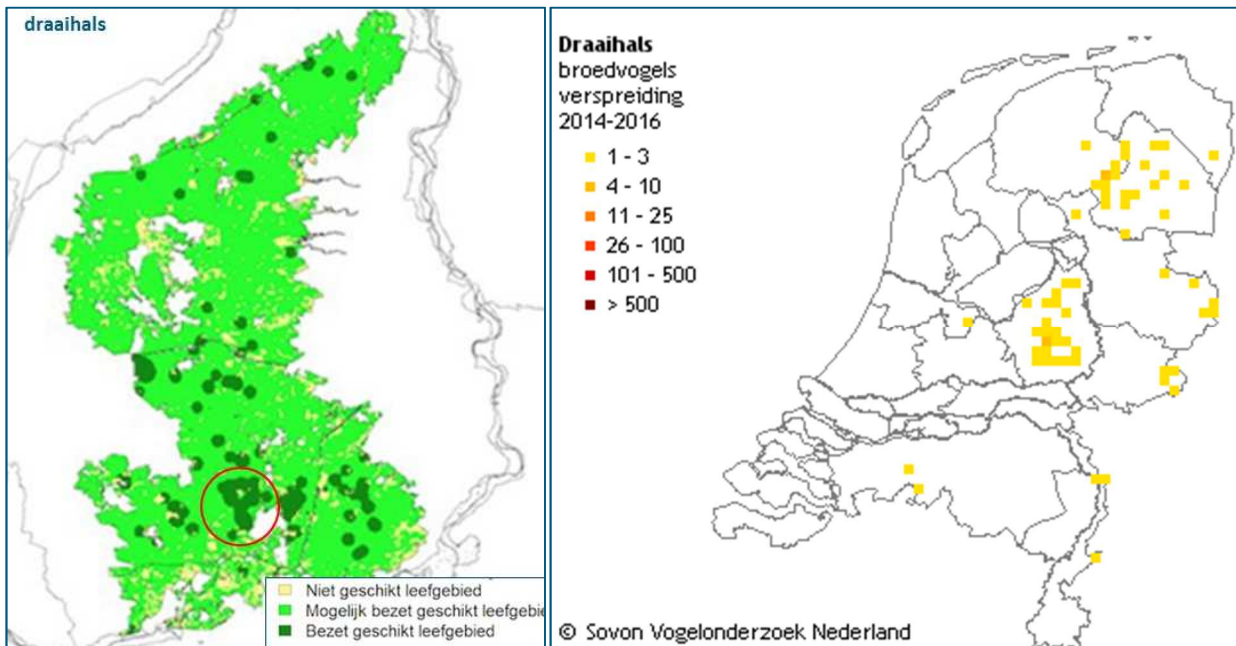 draaihals
Niet geschikt leefgebied
Mogelijk bezet geschikt leefgebie
Bezet geschikt leefgebied
Draaihals
broedvogels
verspreiding
2014-2016
1 - 3
4 - 10
11 - 25
26 - 100
101 - 500
> 500
© Sovon Vogelonderzoek Nederland